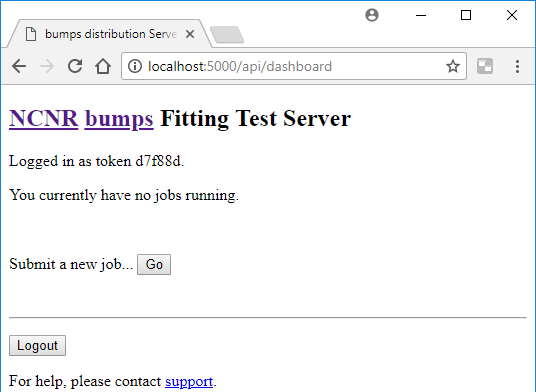 bumps distribution Serve
localhost:5000/api/dashboard
NCNR bumps Fitting Test Server
Logged in as token d7f88d.
You currently have no jobs running.
Submit a new job... Go
Logout
For help, please contact support.